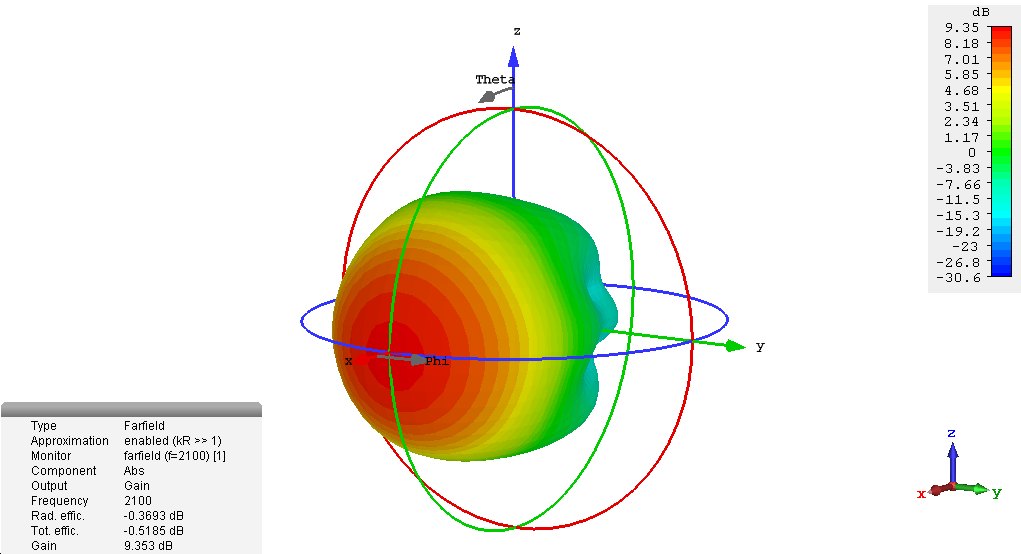 z
Theta
x
Phi
y
dB
9.35
8.18
7.01
5.85
4.68
3.51
2.34
1.17
0
-3.83
-7.66
-11.5
-15.3
-19.2
-23
-26.8
-30.6
Type Farfield
Approximation enabled (kR >> 1)
Monitor farfield (f=2100) [1]
Component Abs
Output Gain
Frequency 2100
Rad. effic. -0.3693 dB
Tot. effic. -0.5185 dB
Gain 9.353 dB
z
x
y